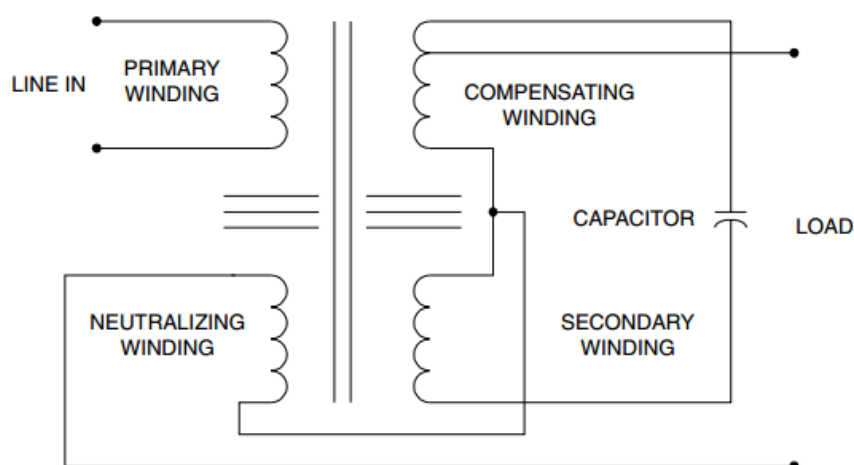 LINE IN
PRIMARY
WINDING
COMPENSATING
WINDING
CAPACITOR
LOAD
NEUTRALIZING
WINDING
SECONDARY
WINDING